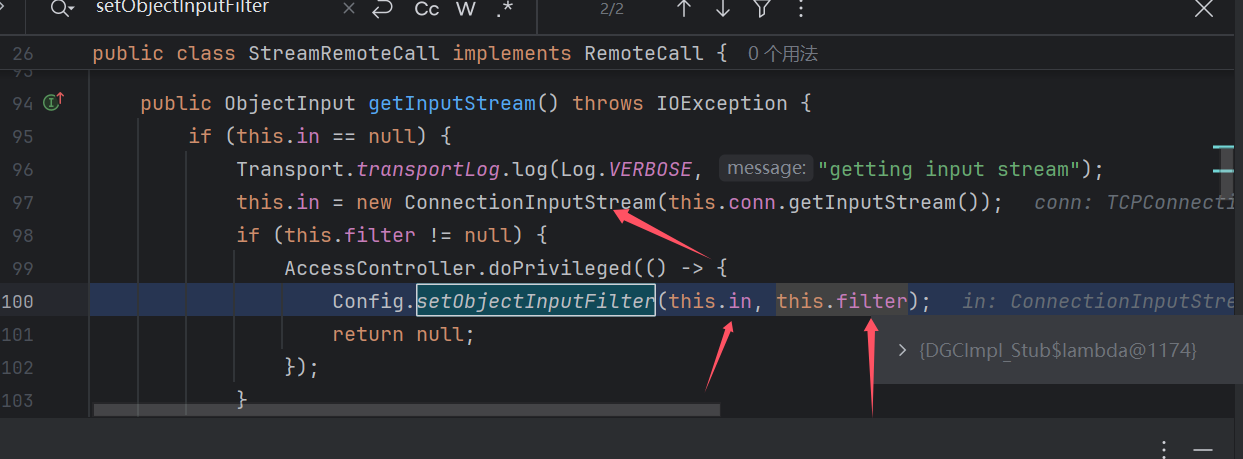 setObjectInputFilter × Cc W .* 2/2
26 public class StreamRemoteCall implements RemoteCall { 0 个用法
93
94 public ObjectInput getInputStream() throws IOException {
95 if (this.in == null) {
96 Transport.transportLog.log(Log.VERBOSE, message: "getting input stream");
97 this.in = new ConnectionInputStream(this.conn.getInputStream()); conn: TCPConnecti
98 if (this.filter != null) {
99 AccessController.doPrivileged(() -> {
100 Config.setObjectInputFilter(this.in, this.filter); in: ConnectionInputStre
101 return null;
{DGCImpl_Stub$lambda@1174}
102 });
103 }